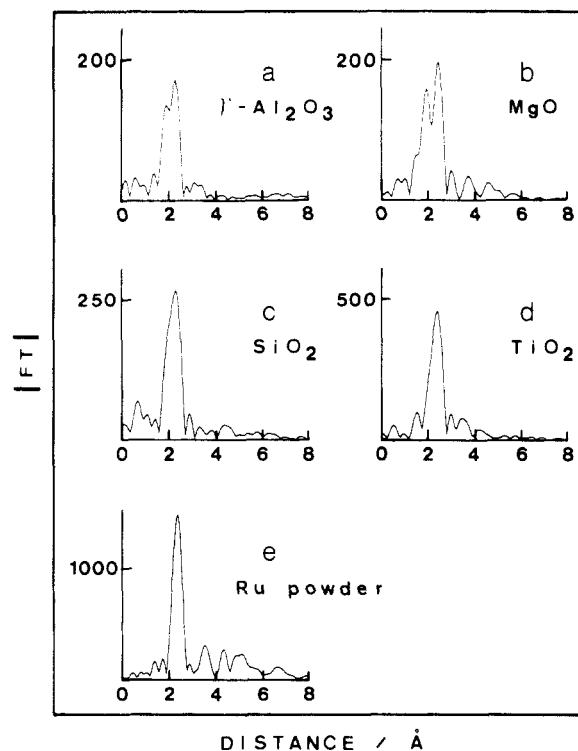 200
a
γ-Al₂O₃
0 2 4 6 8
200
b
MgO
0 2 4 6 8
|FT|
250
c
SiO₂
0 2 4 6 8
500
d
TiO₂
0 2 4 6 8
1000
e
Ru powder
0 2 4 6 8
DISTANCE / Å